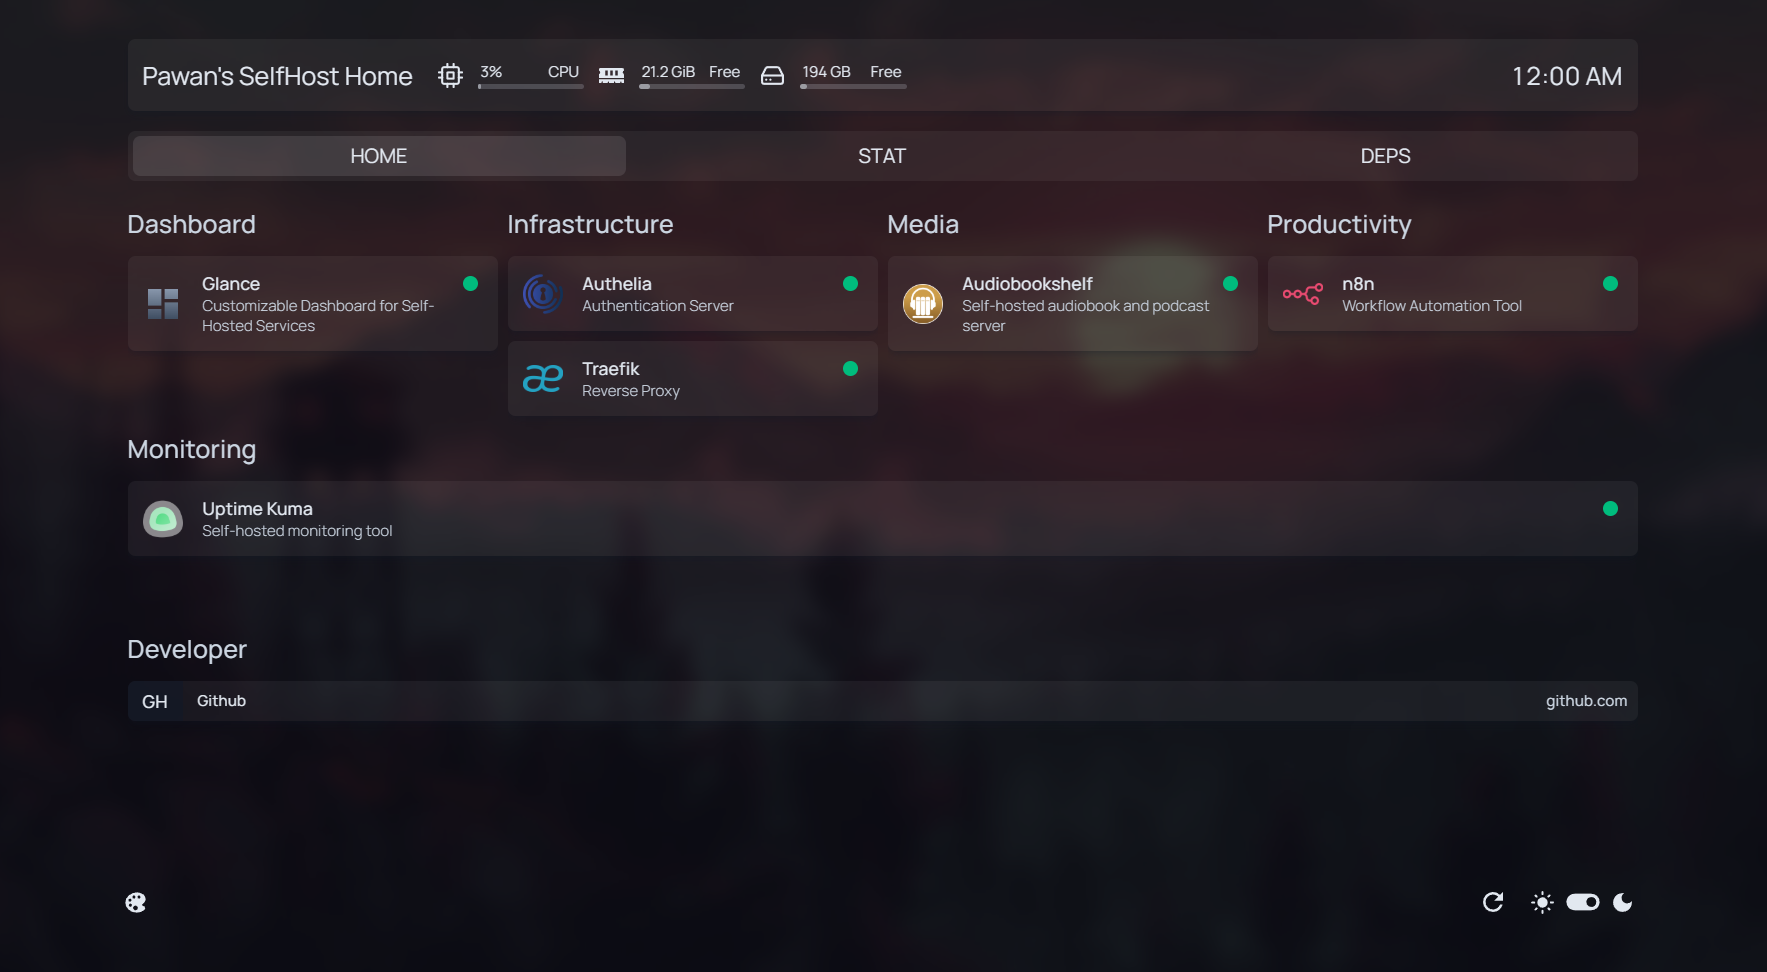 Pawan's SelfHost Home
3% CPU
21.2 GiB Free
194 GB Free
12:00 AM
HOME
STAT
DEPS
Dashboard
Glance
Customizable Dashboard for Self-
Hosted Services
Infrastructure
Authelia
Authentication Server
Traefik
Reverse Proxy
Media
Audiobookshelf
Self-hosted audiobook and podcast
server
Productivity
n8n
Workflow Automation Tool
Monitoring
Uptime Kuma
Self-hosted monitoring tool
Developer
GH Github github.com